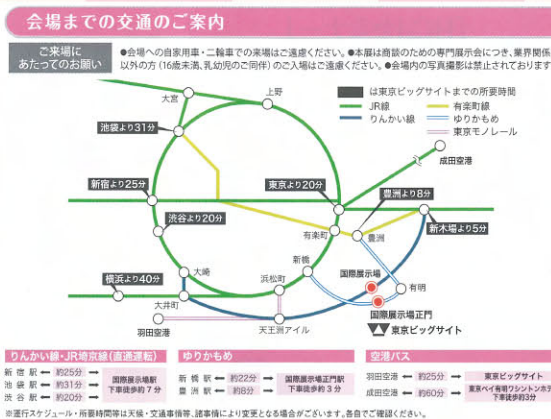 会場までの交通のご案内
ご来場に
あたってのお願い
●会場への自家用車・二輪車での来場はご遠慮ください。●本展は商談のための専門展示会につき、業界関係
以外の方(16歳未満、乳幼児のご同伴)のご入場はご遠慮ください。●会場内の写真撮影は禁止されております
は東京ビッグサイトまでの所要時間
JR線
有楽町線
りんかい線
ゆりかもめ
東京モノレール
大宮
上野
池袋より31分
成田空港
新宿より25分
東京より20分
豊洲より8分
渋谷より20分
新木場より5分
有楽町
豊洲
新橋
大崎
国際展示場
横浜より40分
浜松町
有明
大井町
国際展示場正門
羽田空港
天王洲アイル
東京ビッグサイト
りんかい線・JR埼京線(直通運転)
新宿駅 約25分
池袋駅 約31分
渋谷駅 約20分
国際展示場駅
下車徒歩約7分
ゆりかもめ
新橋駅 約22分
豊洲駅 約8分
国際展示場正門駅
下車徒歩約3分
空港バス
羽田空港 約25分 東京ビッグサイト
成田空港 約60分 東京ベイ有明ワシントンホテ
下車徒歩約3分
※運行スケジュール・所要時間等は天候・交通事情等、諸事情により変更となる場合がございます。各自でご確認ください。